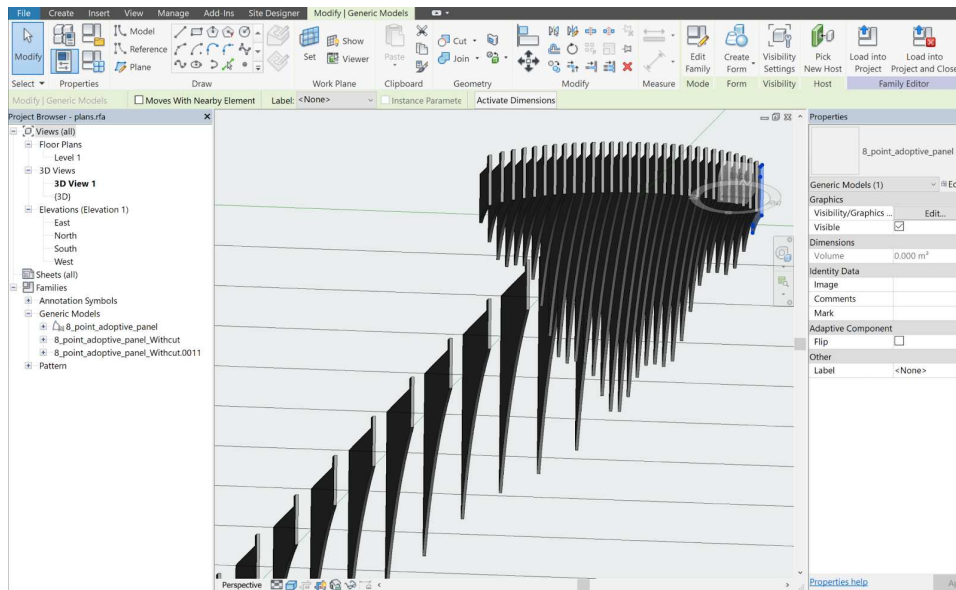 File Create Insert View Manage Add-Ins Site Designer Modify | Generic Models
Modify
Model
Reference
Plane
Set
Show
Viewer
Paste
Cut
Join
Edit Family
Create Form
Visibility Settings
Pick New Host
Load into Project
Load into Project and Close
Select Properties Draw Work Plane Clipboard Geometry Modify Measure Mode Form Visibility Host Family Editor
Modify | Generic Models Moves With Nearby Element Label: <None> Instance Paramete Activate Dimensions
Project Browser - plans.rfa
Views (all)
Floor Plans
Level 1
3D Views
3D View 1
{3D}
Elevations (Elevation 1)
East
North
South
West
Sheets (all)
Families
Annotation Symbols
Generic Models
8_point_adoptive_panel
8_point_adoptive_panel_Withcut
8_point_adoptive_panel_Withcut.0011
Pattern
Perspective
Properties
8_point_adoptive_panel
Generic Models (1)
Graphics
Visibility/Graphics ... Edit...
Visible
Dimensions
Volume 0.000 m³
Identity Data
Image
Comments
Mark
Adaptive Component
Flip
Other
Label <None>
Properties help